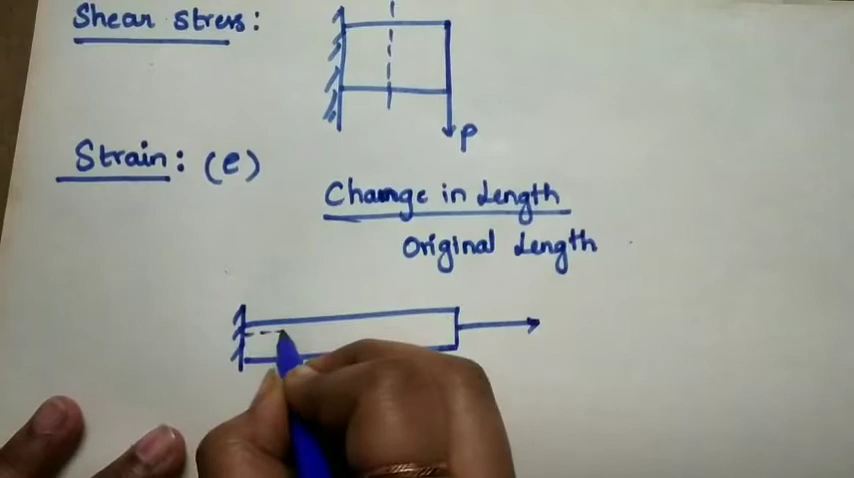 Shear Stress:
P
Strain: (e)
Change in Length
Original Length